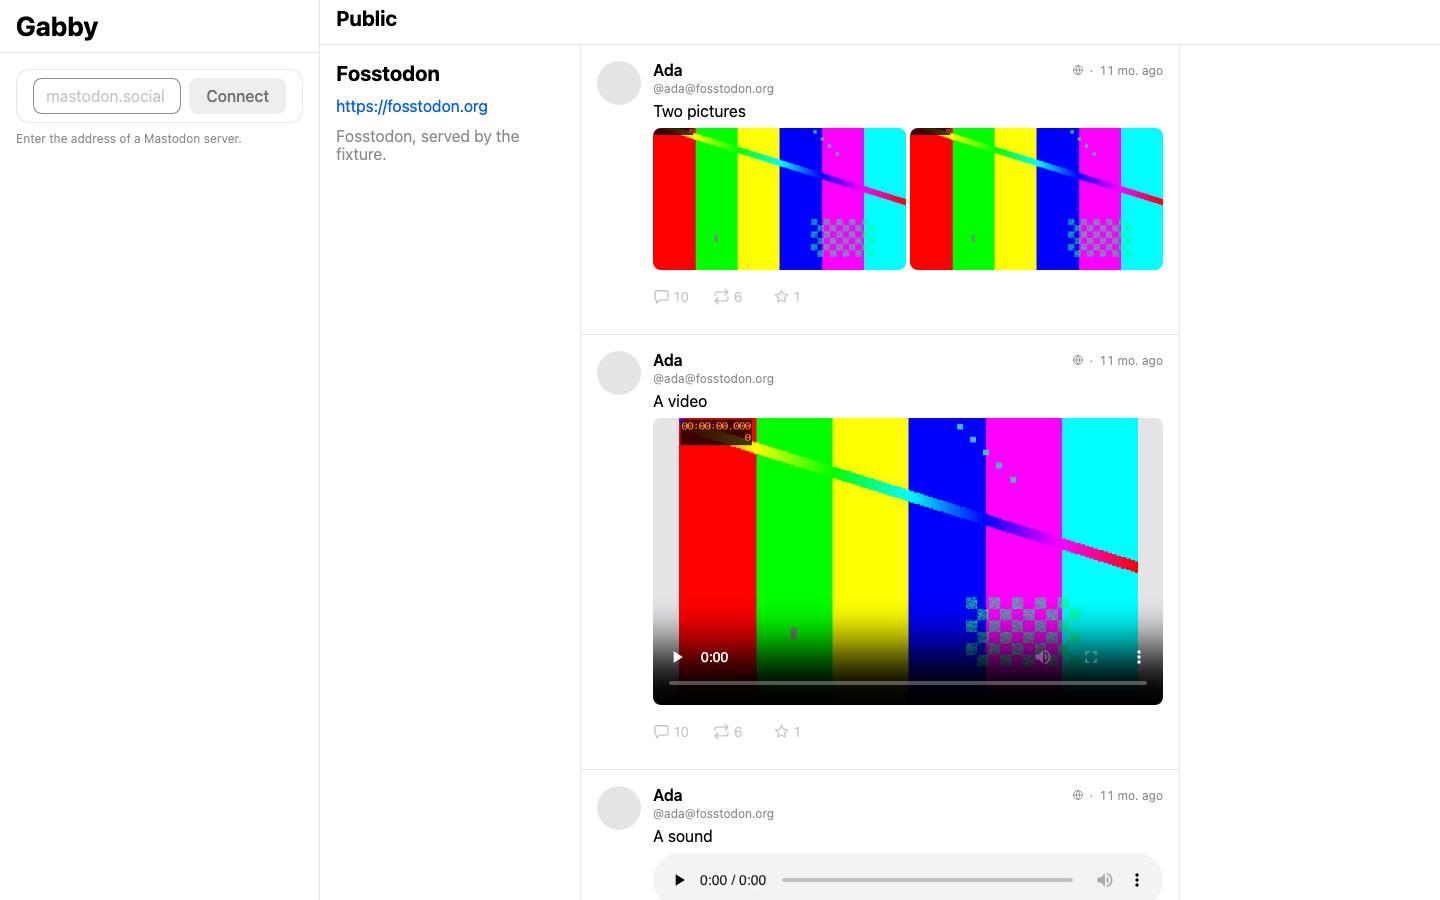 Gabby
mastodon.social
Connect
Enter the address of a Mastodon server.
Public
Fosstodon
https://fosstodon.org
Fosstodon, served by the
fixture.
Ada
· 11 mo. ago
@ada@fosstodon.org
Two pictures
10 6 1
Ada
· 11 mo. ago
@ada@fosstodon.org
A video
00:00:00.000
0
0:00
10 6 1
Ada
· 11 mo. ago
@ada@fosstodon.org
A sound
0:00 / 0:00